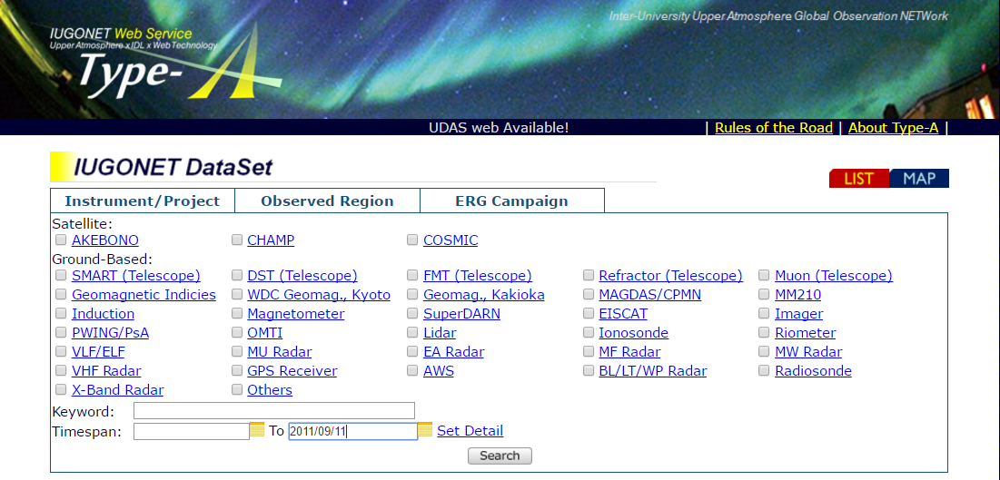 Inter-University Upper Atmosphere Global Observation NETWork
IUGONET Web Service
Upper Atmosphere x IDL x Web Technology
Type-A
UDAS web Available! | Rules of the Road | About Type-A |
IUGONET DataSet
LIST MAP
Instrument/Project Observed Region ERG Campaign
Satellite:
AKEBONO CHAMP COSMIC
Ground-Based:
SMART (Telescope) DST (Telescope) FMT (Telescope) Refractor (Telescope) Muon (Telescope)
Geomagnetic Indicies WDC Geomag., Kyoto Geomag., Kakioka MAGDAS/CPMN MM210
Induction Magnetometer SuperDARN EISCAT Imager
PWING/PsA OMTI Lidar Ionosonde Riometer
VLF/ELF MU Radar EA Radar MF Radar MW Radar
VHF Radar GPS Receiver AWS BL/LT/WP Radar Radiosonde
X-Band Radar Others
Keyword:
Timespan: To 2011/09/11 Set Detail
Search